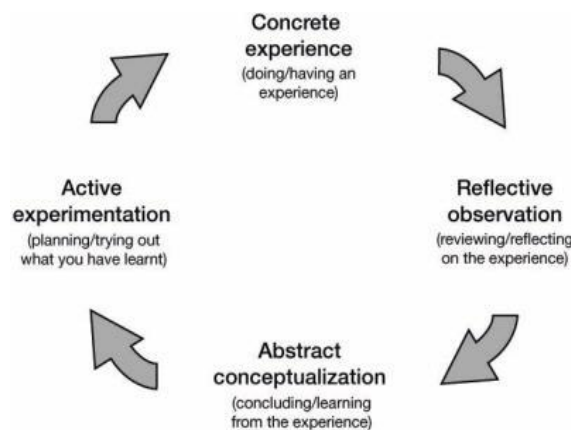 Concrete
experience
(doing/having an
experience)
Reflective
observation
(reviewing/reflecting
on the experience)
Abstract
conceptualization
(concluding/learning
from the experience)
Active
experimentation
(planning/trying out
what you have learnt)